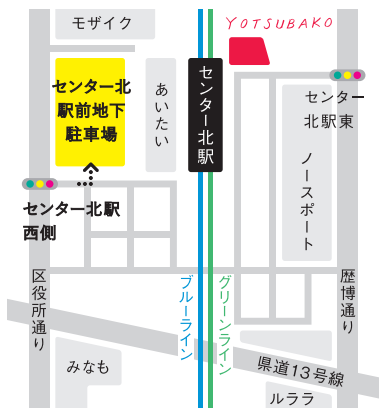 モザイク
YOTSUBAKO
センター北
駅前地下
駐車場
あいたい
センター北駅
センター
北駅東
ノースポート
センター北駅
西側
区役所通り
ブルーライン
グリーンライン
歴博通り
県道13号線
みなも
ルララ